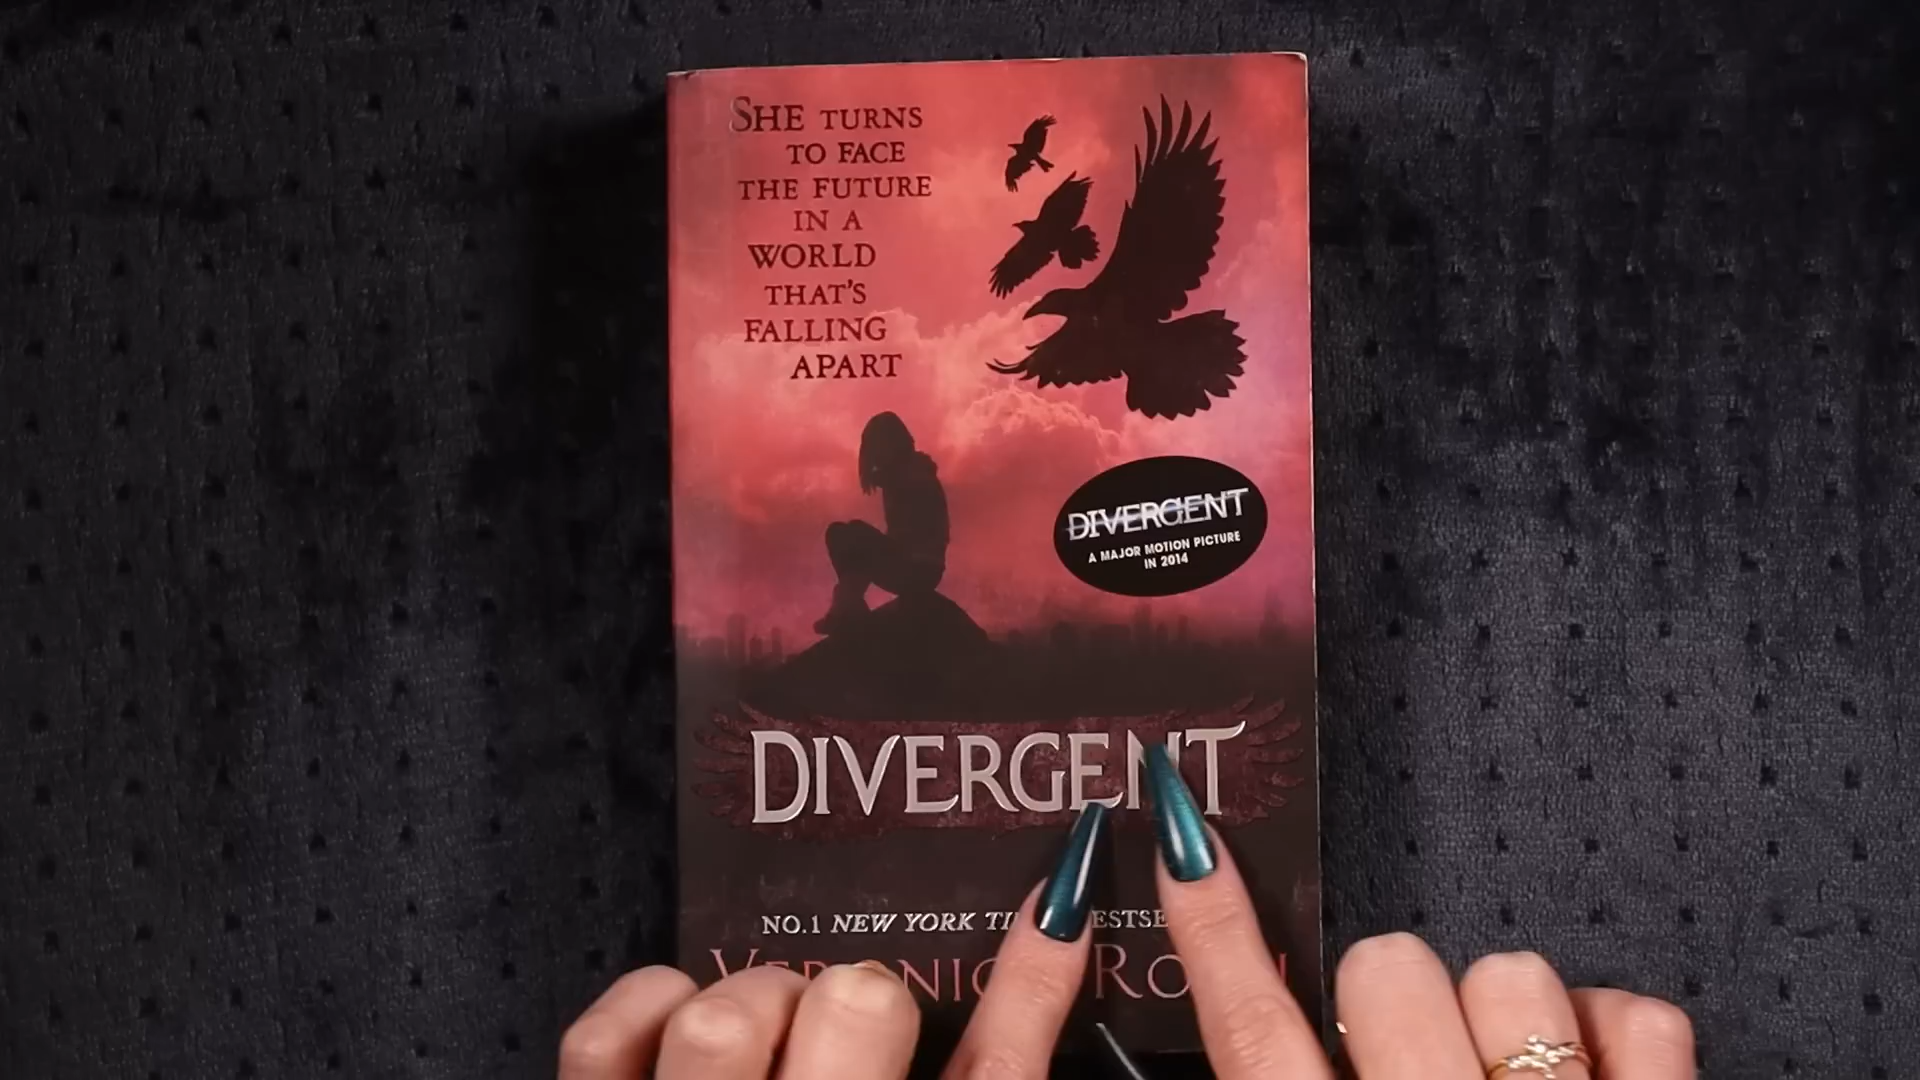 SHE TURNS
TO FACE
THE FUTURE
IN A
WORLD
THAT'S
FALLING
APART
DIVERGENT
A MAJOR MOTION PICTURE
IN 2014
DIVERGENT
NO.1 NEW YORK